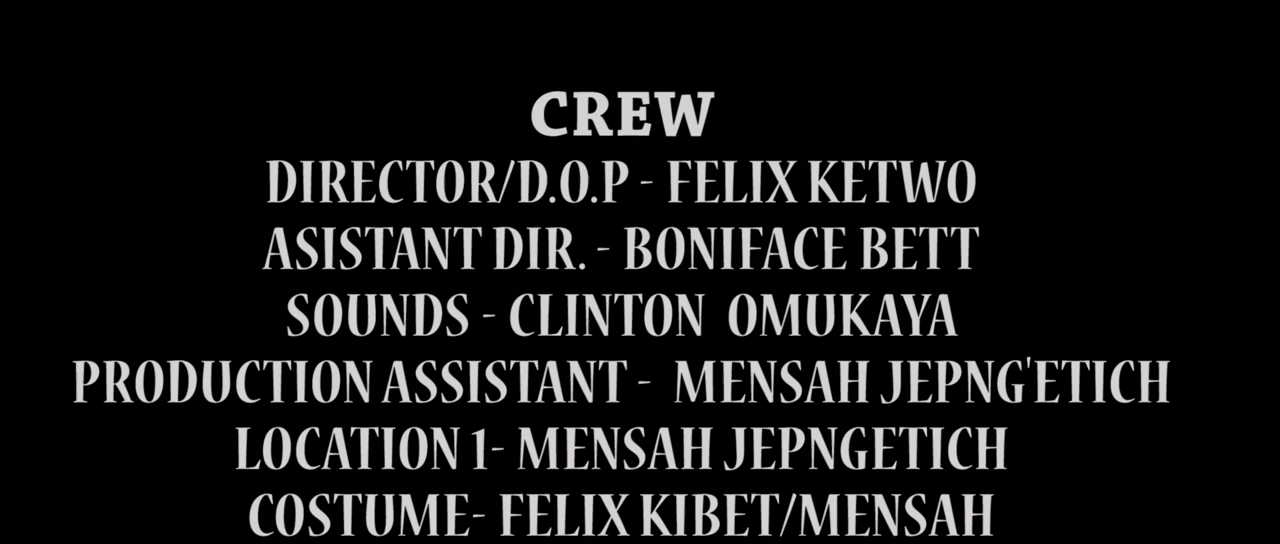 CREW
DIRECTOR/D.O.P - FELIX KETWO
ASISTANT DIR. - BONIFACE BETT
SOUNDS - CLINTON  OMUKAYA
PRODUCTION ASSISTANT -  MENSAH JEPNG'ETICH
LOCATION 1- MENSAH JEPNGETICH
COSTUME- FELIX KIBET/MENSAH